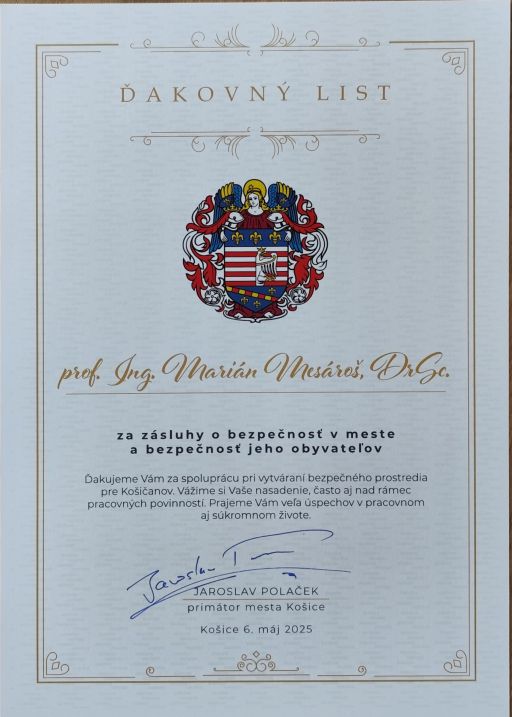 ĎAKOVNÝ LIST
prof. Ing. Marián Mesároš, DrSc.
za zásluhy o bezpečnosť v meste
a bezpečnosť jeho obyvateľov
Ďakujeme Vám za spoluprácu pri vytváraní bezpečného prostredia
pre Košičanov. Vážime si Vaše nasadenie, často aj nad rámec
pracovných povinností. Prajeme Vám veľa úspechov v pracovnom
aj súkromnom živote.
JAROSLAV POLAČEK
primátor mesta Košice
Košice 6. máj 2025